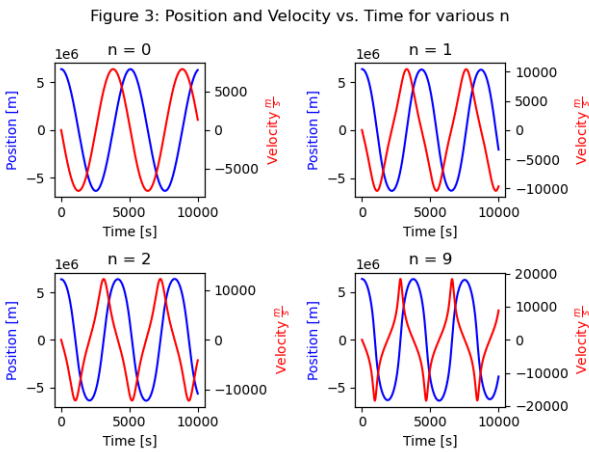 Figure 3: Position and Velocity vs. Time for various n
n = 0
1e6
Position [m]
5
0
−5
5000
0
−5000
Velocity m/s
0 5000 10000
Time [s]
n = 1
1e6
Position [m]
5
0
−5
10000
5000
0
−5000
−10000
Velocity m/s
0 5000 10000
Time [s]
n = 2
1e6
Position [m]
5
0
−5
10000
0
−10000
Velocity m/s
0 5000 10000
Time [s]
n = 9
1e6
Position [m]
5
0
−5
20000
10000
0
−10000
−20000
Velocity m/s
0 5000 10000
Time [s]